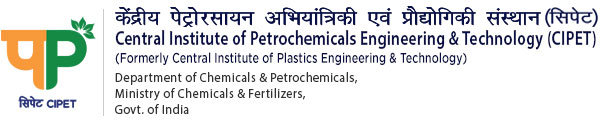 केंद्रीय पेट्रोरसायन अभियांत्रिकी एवं प्रौद्योगिकी संस्थान (सिपेट)
Central Institute of Petrochemicals Engineering & Technology (CIPET)
(Formerly Central Institute of Plastics Engineering & Technology)
Department of Chemicals & Petrochemicals,
Ministry of Chemicals & Fertilizers,
Govt. of India
सिपेट CIPET